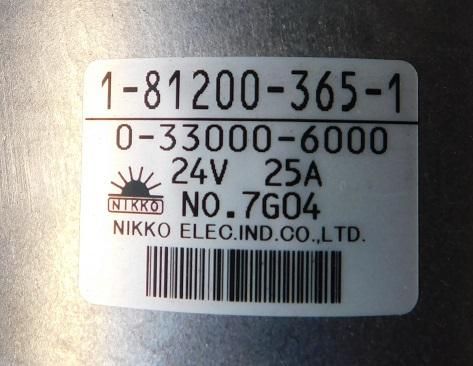 1-81200-365-1
0-33000-6000
24V 25A
NIKKO NO.7G04
NIKKO ELEC.IND.CO.,LTD.